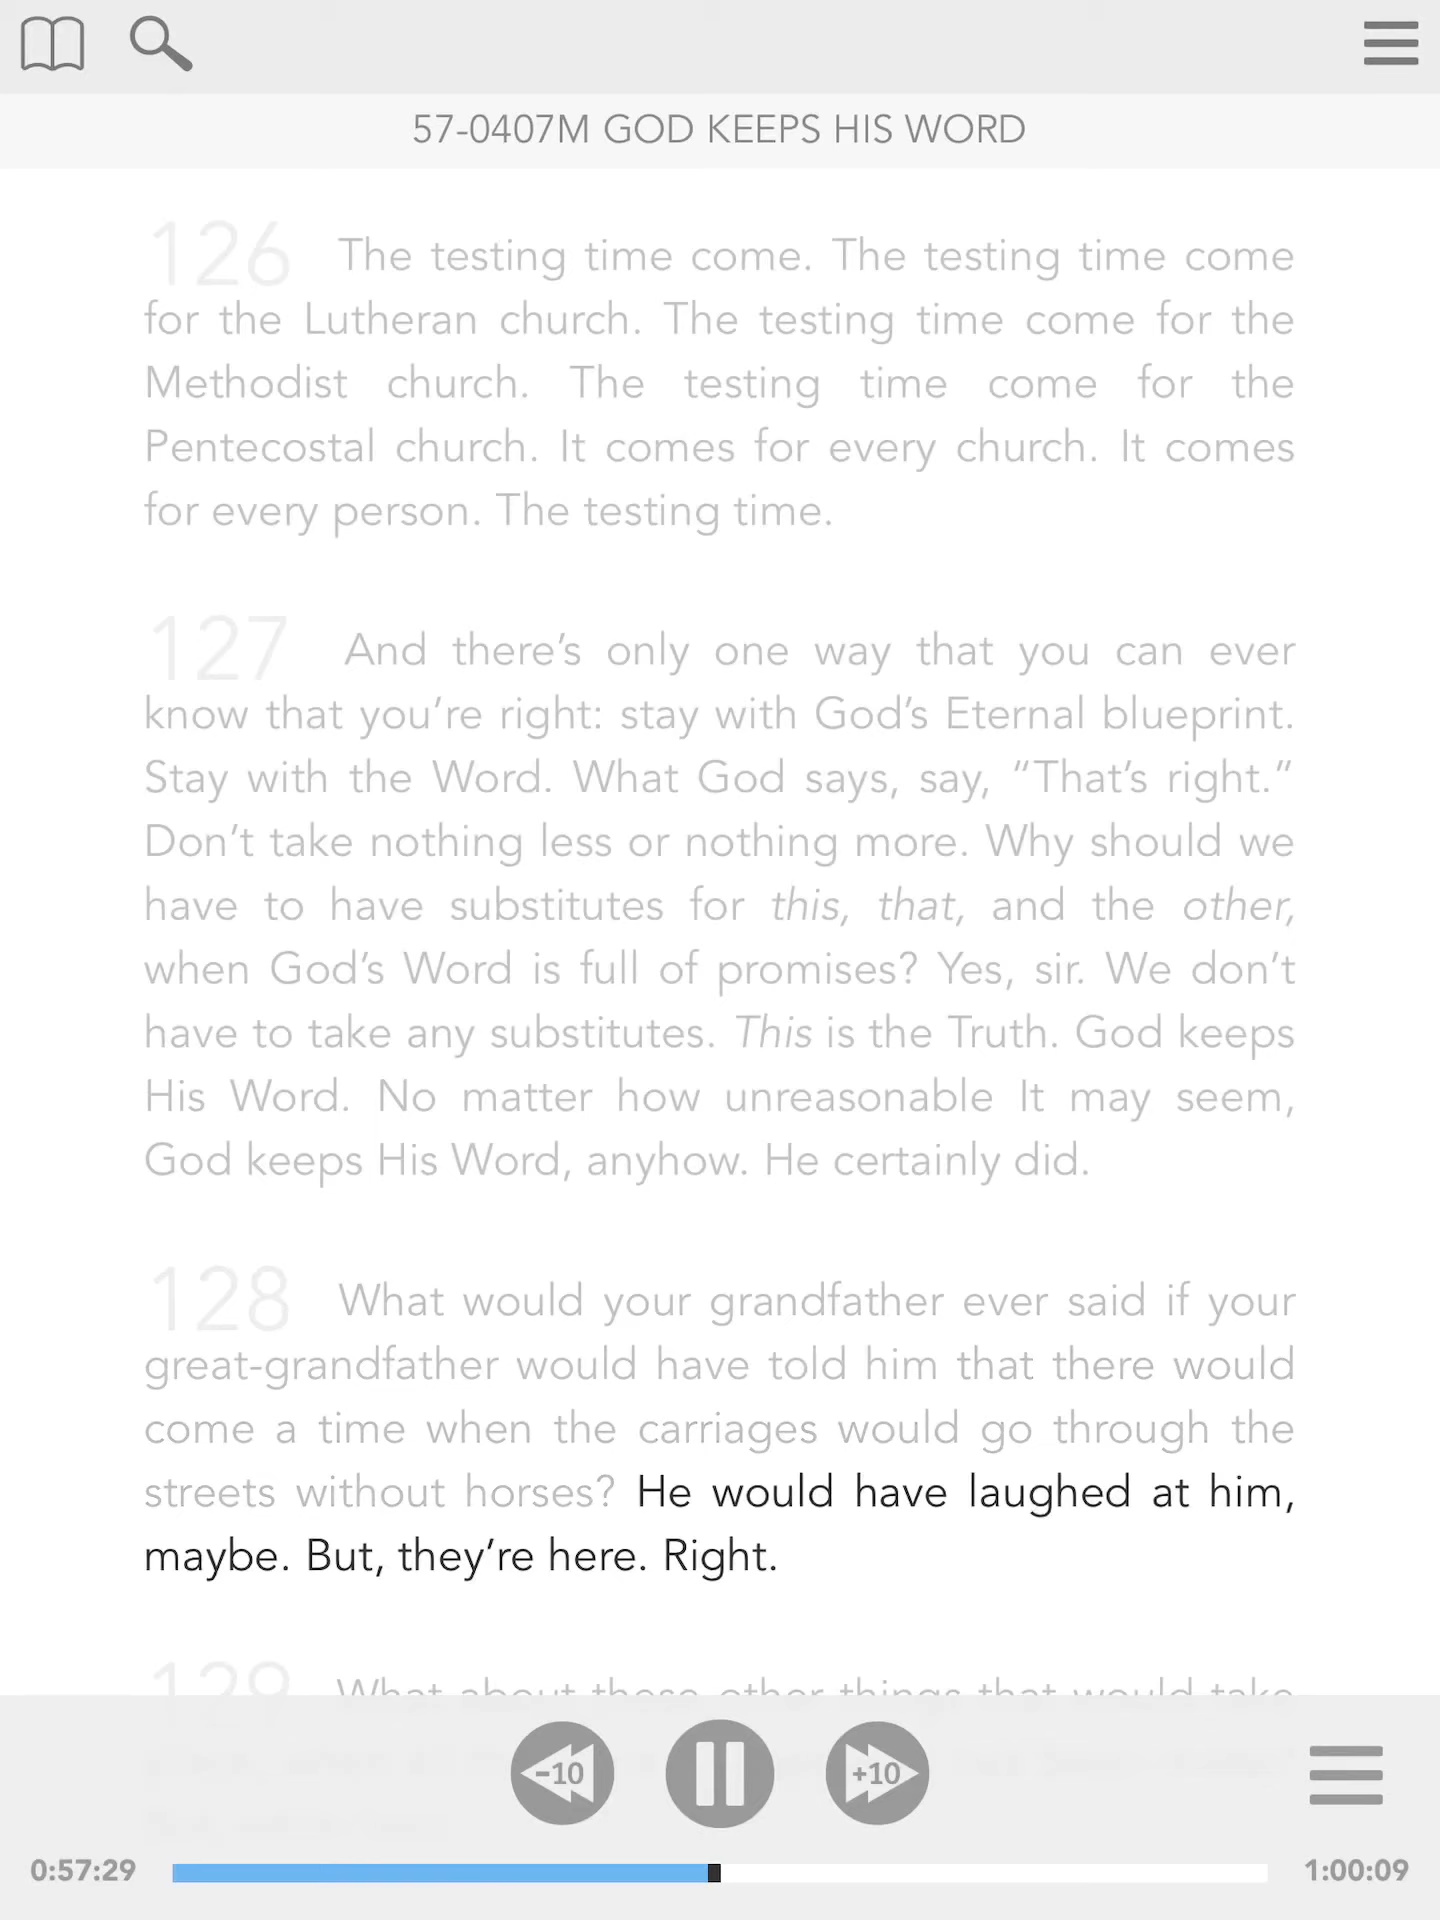 57-0407M GOD KEEPS HIS WORD
126 The testing time come. The testing time come
for the Lutheran church. The testing time come for the
Methodist church. The testing time come for the
Pentecostal church. It comes for every church. It comes
for every person. The testing time.
127 And there’s only one way that you can ever
know that you’re right: stay with God’s Eternal blueprint.
Stay with the Word. What God says, say, “That’s right.”
Don’t take nothing less or nothing more. Why should we
have to have substitutes for this, that, and the other,
when God’s Word is full of promises? Yes, sir. We don’t
have to take any substitutes. This is the Truth. God keeps
His Word. No matter how unreasonable It may seem,
God keeps His Word, anyhow. He certainly did.
128 What would your grandfather ever said if your
great-grandfather would have told him that there would
come a time when the carriages would go through the
streets without horses? He would have laughed at him,
maybe. But, they’re here. Right.
129 What about these other things that would take
-10 +10
0:57:29 1:00:09